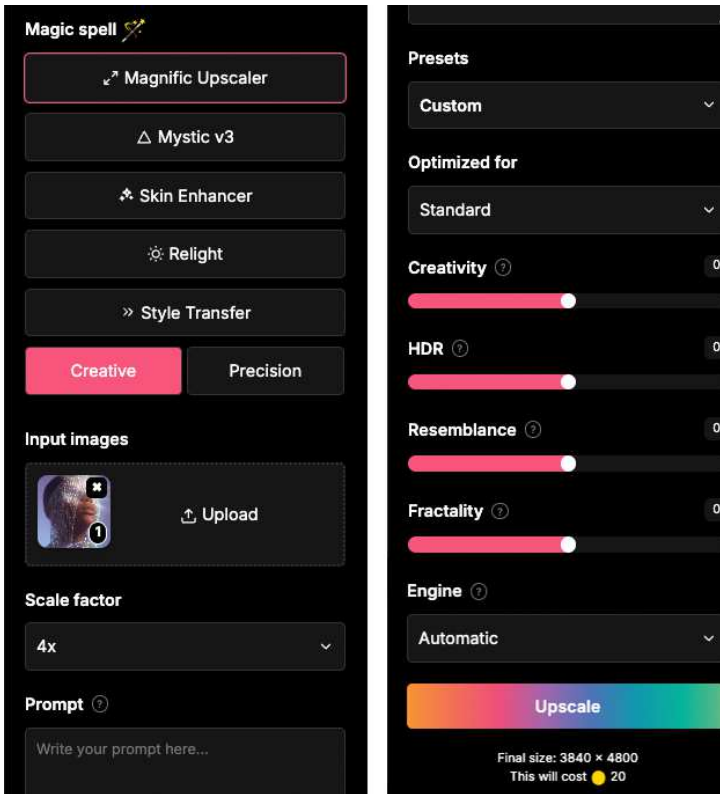 Magic spell
Magnific Upscaler
Mystic v3
Skin Enhancer
Relight
Style Transfer
Creative Precision
Input images
1
Upload
Scale factor
4x
Prompt ?
Write your prompt here...
Presets
Custom
Optimized for
Standard
Creativity ? 0
HDR ? 0
Resemblance ? 0
Fractality ? 0
Engine ?
Automatic
Upscale
Final size: 3840 × 4800
This will cost 20